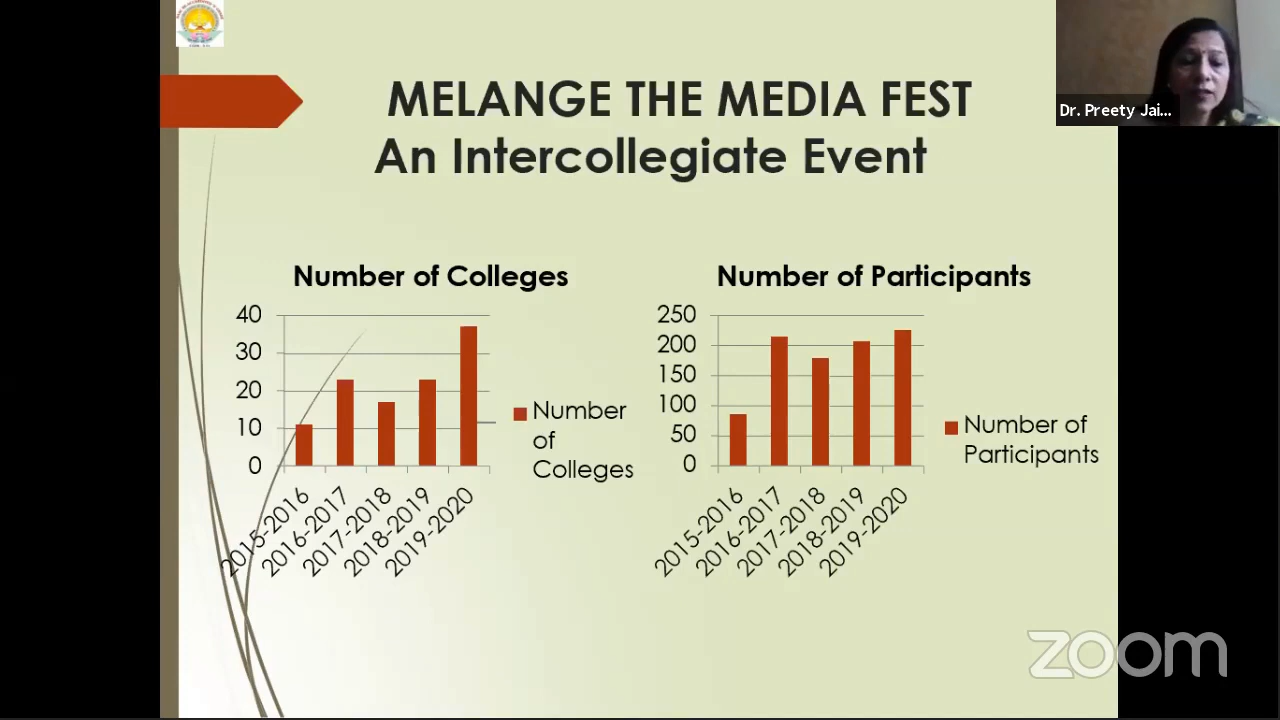 MELANGE THE MEDIA FEST
An Intercollegiate Event
Dr. Preety Jai...
Number of Colleges
40
30
20
10
0
2015-2016
2016-2017
2017-2018
2018-2019
2019-2020
Number
of
Colleges
Number of Participants
250
200
150
100
50
0
2015-2016
2016-2017
2017-2018
2018-2019
2019-2020
Number of
Participants
zoom